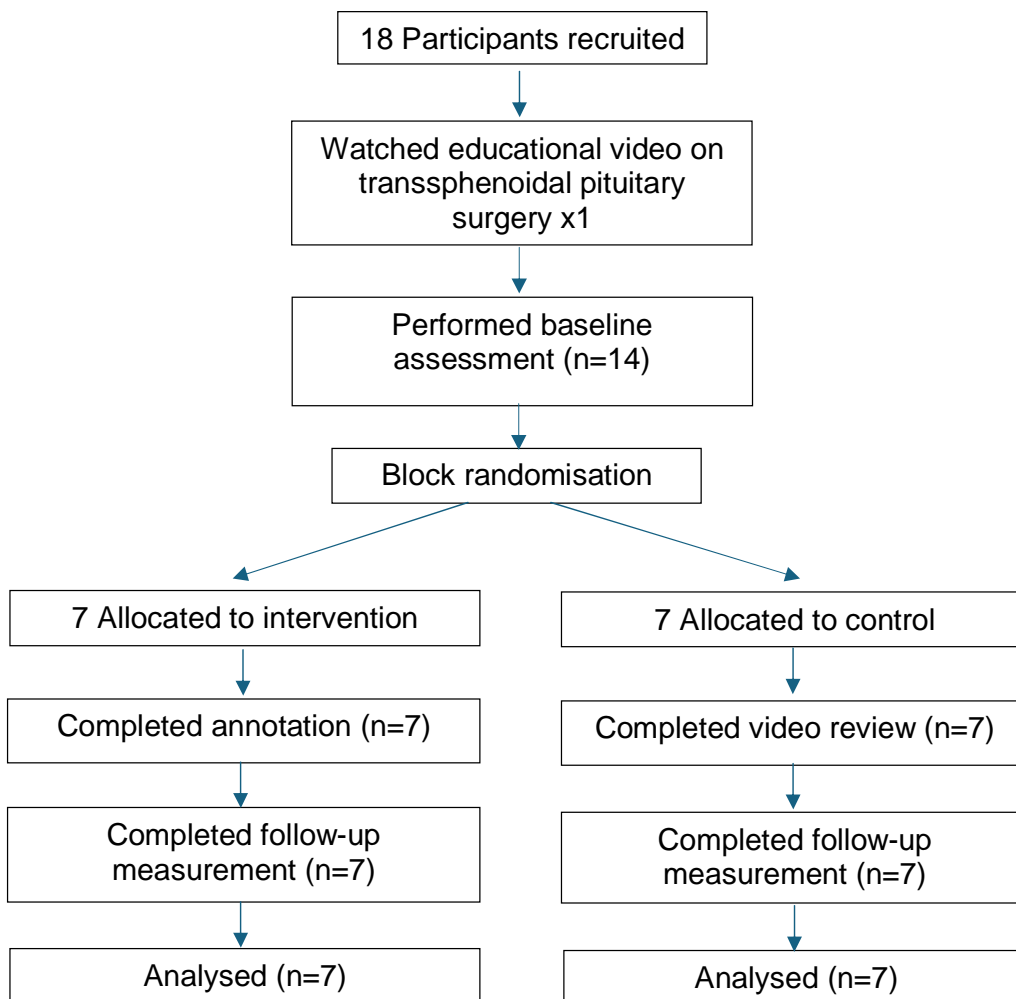 18 Participants recruited
Watched educational video on
transsphenoidal pituitary
surgery x1
Performed baseline
assessment (n=14)
Block randomisation
7 Allocated to intervention
7 Allocated to control
Completed annotation (n=7)
Completed video review (n=7)
Completed follow-up
measurement (n=7)
Completed follow-up
measurement (n=7)
Analysed (n=7)
Analysed (n=7)